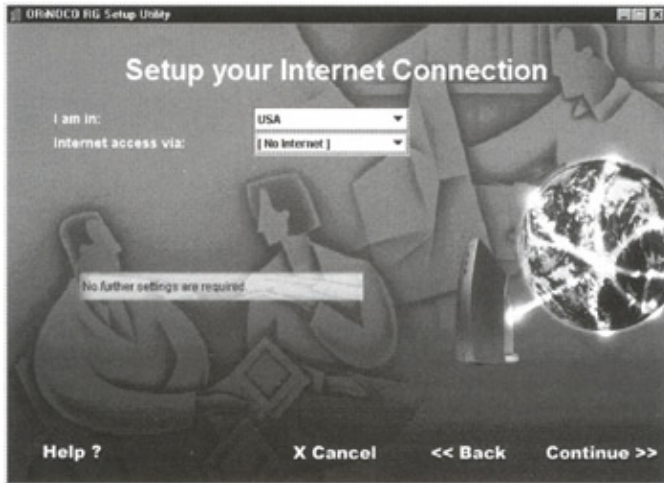 ORiNOCO RG Setup Utility
Setup your Internet Connection
I am in: USA
Internet access via: [ No Internet ]
No further settings are required
Help ? X Cancel << Back Continue >>